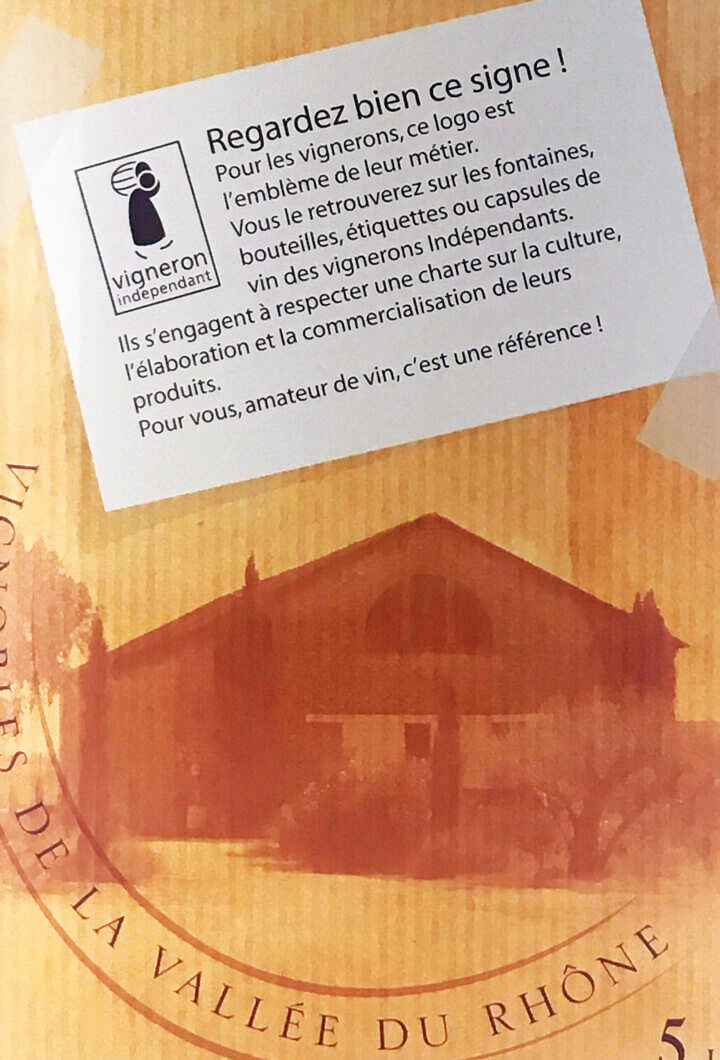 Regardez bien ce signe !
Pour les vignerons, ce logo est
l'emblème de leur métier.
Vous le retrouverez sur les fontaines,
bouteilles, étiquettes ou capsules de
vin des vignerons Indépendants.
vigneron
indépendant
Ils s'engagent à respecter une charte sur la culture,
l'élaboration et la commercialisation de leurs
produits.
Pour vous, amateur de vin, c'est une référence !
VIGNOBLES DE LA VALLÉE DU RHÔNE
5